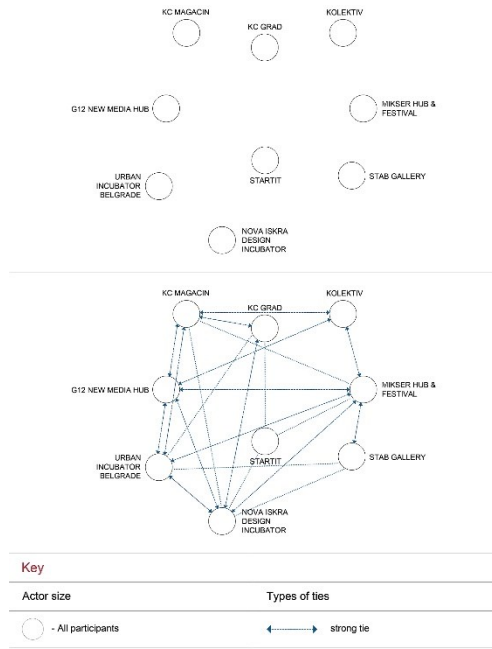 KC MAGACIN
KC GRAD
KOLEKTIV
G12 NEW MEDIA HUB
MIKSER HUB &
FESTIVAL
URBAN
INCUBATOR
BELGRADE
STARTIT
STAB GALLERY
NOVA ISKRA
DESIGN
INCUBATOR
KC MAGACIN
KC GRAD
KOLEKTIV
G12 NEW MEDIA HUB
MIKSER HUB &
FESTIVAL
URBAN
INCUBATOR
BELGRADE
STARTIT
STAB GALLERY
NOVA ISKRA
DESIGN
INCUBATOR
Key
Actor size
Types of ties
- All participants
strong tie